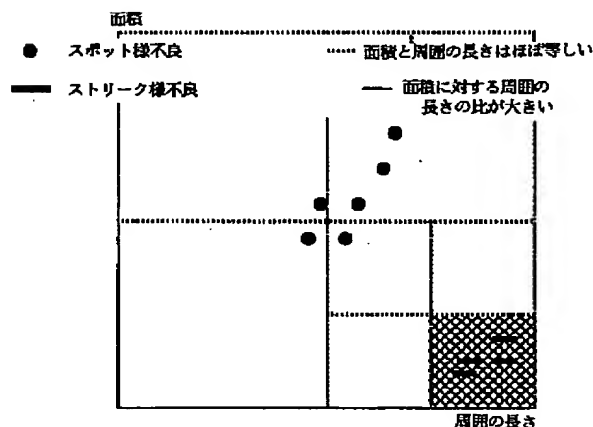 面積
スポット様不良
面積と周囲の長さはほぼ等しい
ストリーク様不良
面積に対する周囲の
長さの比が大きい
周囲の長さ